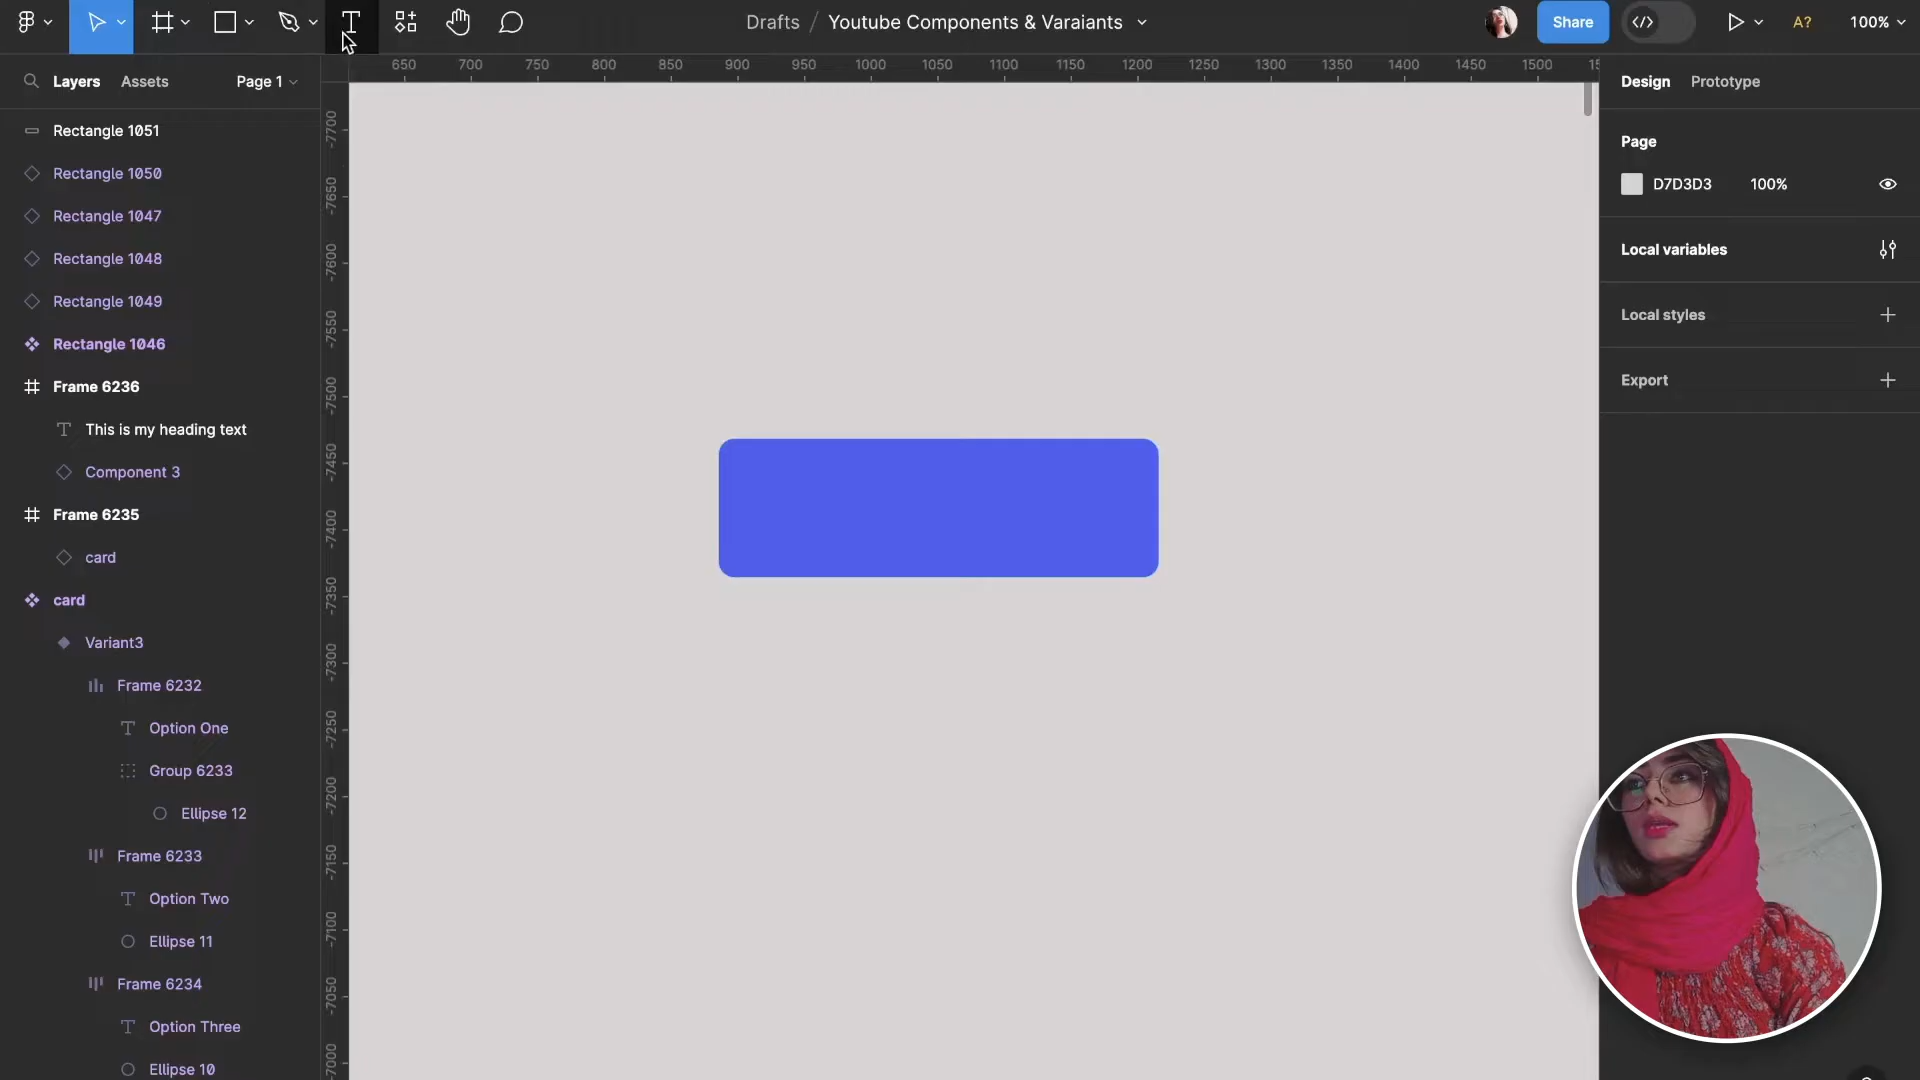 Drafts / Youtube Components & Varaiants
Share
A?
100%
Layers
Assets
Page 1
650 700 750 800 850 900 950 1000 1050 1100 1150 1200 1250 1300 1350 1400 1450 1500
Design
Prototype
Rectangle 1051
Rectangle 1050
Rectangle 1047
Rectangle 1048
Rectangle 1049
Rectangle 1046
Frame 6236
This is my heading text
Component 3
Frame 6235
card
card
Variant3
Frame 6232
Option One
Group 6233
Ellipse 12
Frame 6233
Option Two
Ellipse 11
Frame 6234
Option Three
Ellipse 10
-7700
-7650
-7600
-7550
-7500
-7450
-7400
-7350
-7300
-7250
-7200
-7150
-7100
-7050
-7000
Page
D7D3D3 100%
Local variables
Local styles
Export